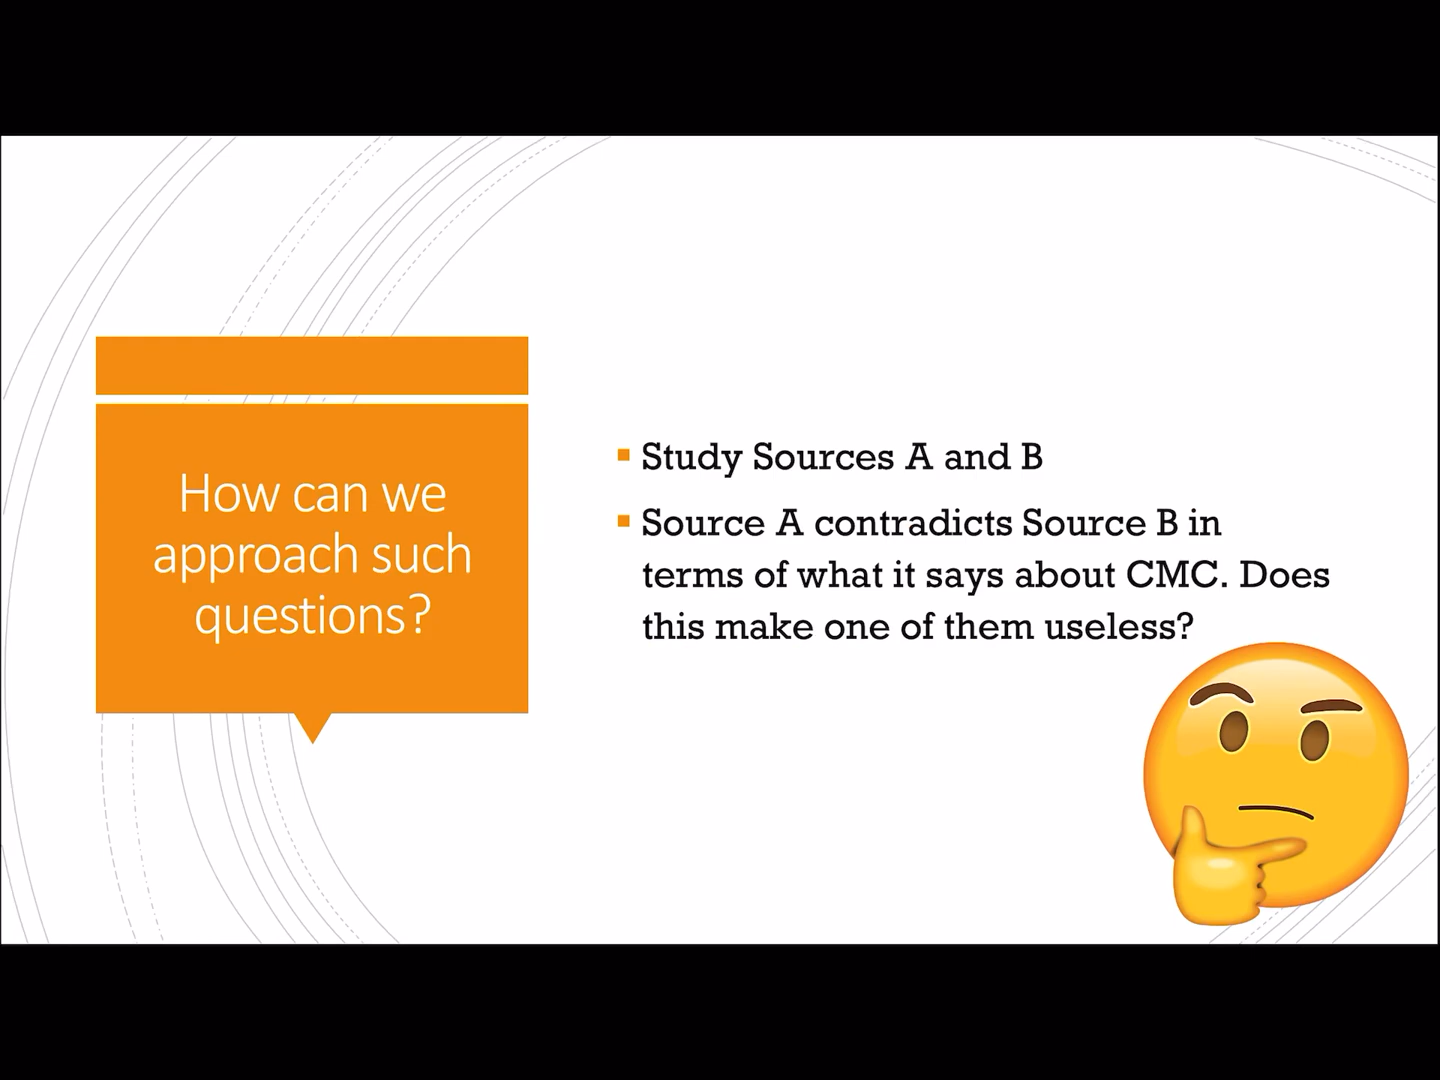 How can we
approach such
questions?
Study Sources A and B
Source A contradicts Source B in
terms of what it says about CMC. Does
this make one of them useless?